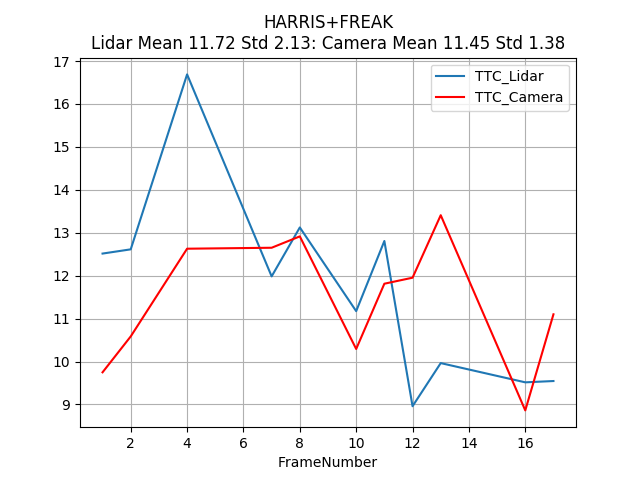 HARRIS+FREAK
Lidar Mean 11.72 Std 2.13: Camera Mean 11.45 Std 1.38
17
16
15
14
13
12
11
10
9
TTC_Lidar
TTC_Camera
2 4 6 8 10 12 14 16
FrameNumber